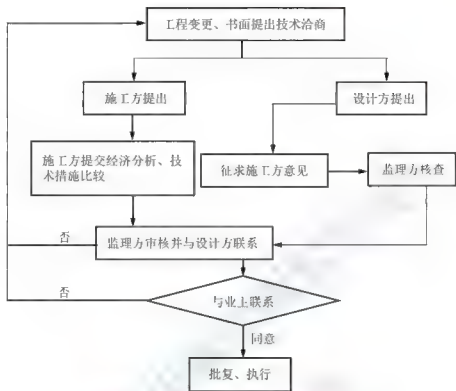 工程变更、书面提出技术洽商
施工方提出
设计方提出
施工方提交经济分析、技
术措施比较
征求施工方意见
监理方核查
否
监理方审核并与设计方联系
否
与业主联系
同意
批复、执行